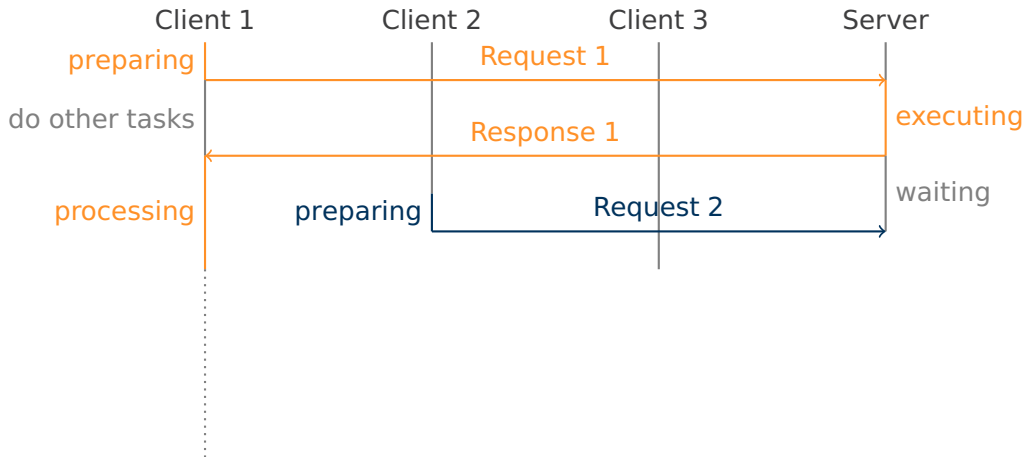 Client 1
Client 2
Client 3
Server
preparing
Request 1
do other tasks
executing
Response 1
waiting
processing
preparing
Request 2